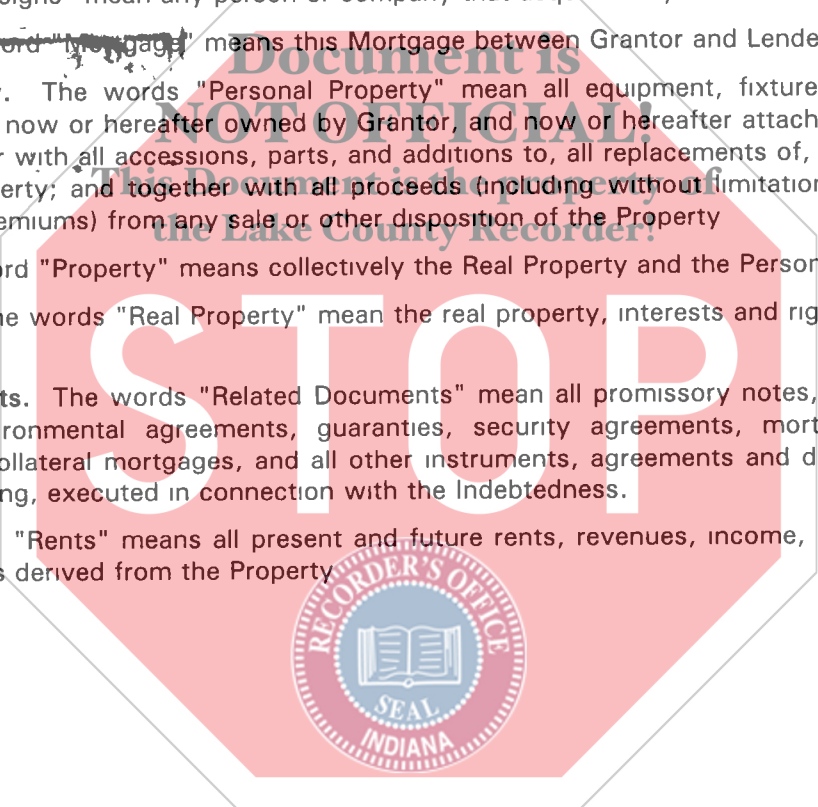 means this Mortgage between Grantor and Lende
Document is
The words "Personal Property" mean all equipment, fixture
NOT OFFICIAL!
now or hereafter owned by Grantor, and now or hereafter attach
with all accessions, parts, and additions to, all replacements of,
This Document is the property of
erty; and together with all proceeds (including without limitation
emiums) from any sale or other disposition of the Property
the Lake County Recorder!
ord "Property" means collectively the Real Property and the Person
he words "Real Property" mean the real property, interests and rig
STOP
ts. The words "Related Documents" mean all promissory notes,
ronmental agreements, guaranties, security agreements, mort
ollateral mortgages, and all other instruments, agreements and d
ng, executed in connection with the Indebtedness.
"Rents" means all present and future rents, revenues, income,
s derived from the Property
RECORDER'S OFFICE
SEAL
INDIANA